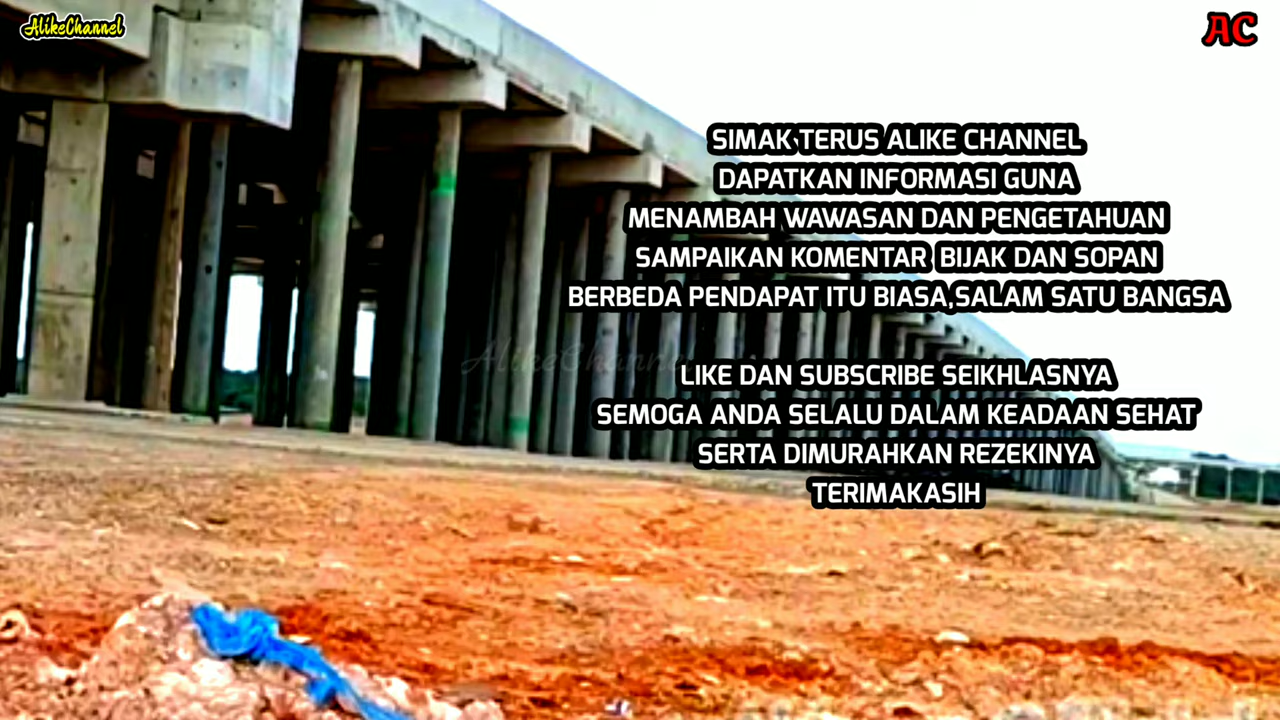 AlikeChannel
AC
SIMAK TERUS ALIKE CHANNEL
DAPATKAN INFORMASI GUNA
MENAMBAH WAWASAN DAN PENGETAHUAN
SAMPAIKAN KOMENTAR BIJAK DAN SOPAN
BERBEDA PENDAPAT ITU BIASA,SALAM SATU BANGSA
AlikeChannel
LIKE DAN SUBSCRIBE SEIKHLASNYA
SEMOGA ANDA SELALU DALAM KEADAAN SEHAT
SERTA DIMURAHKAN REZEKINYA
TERIMAKASIH